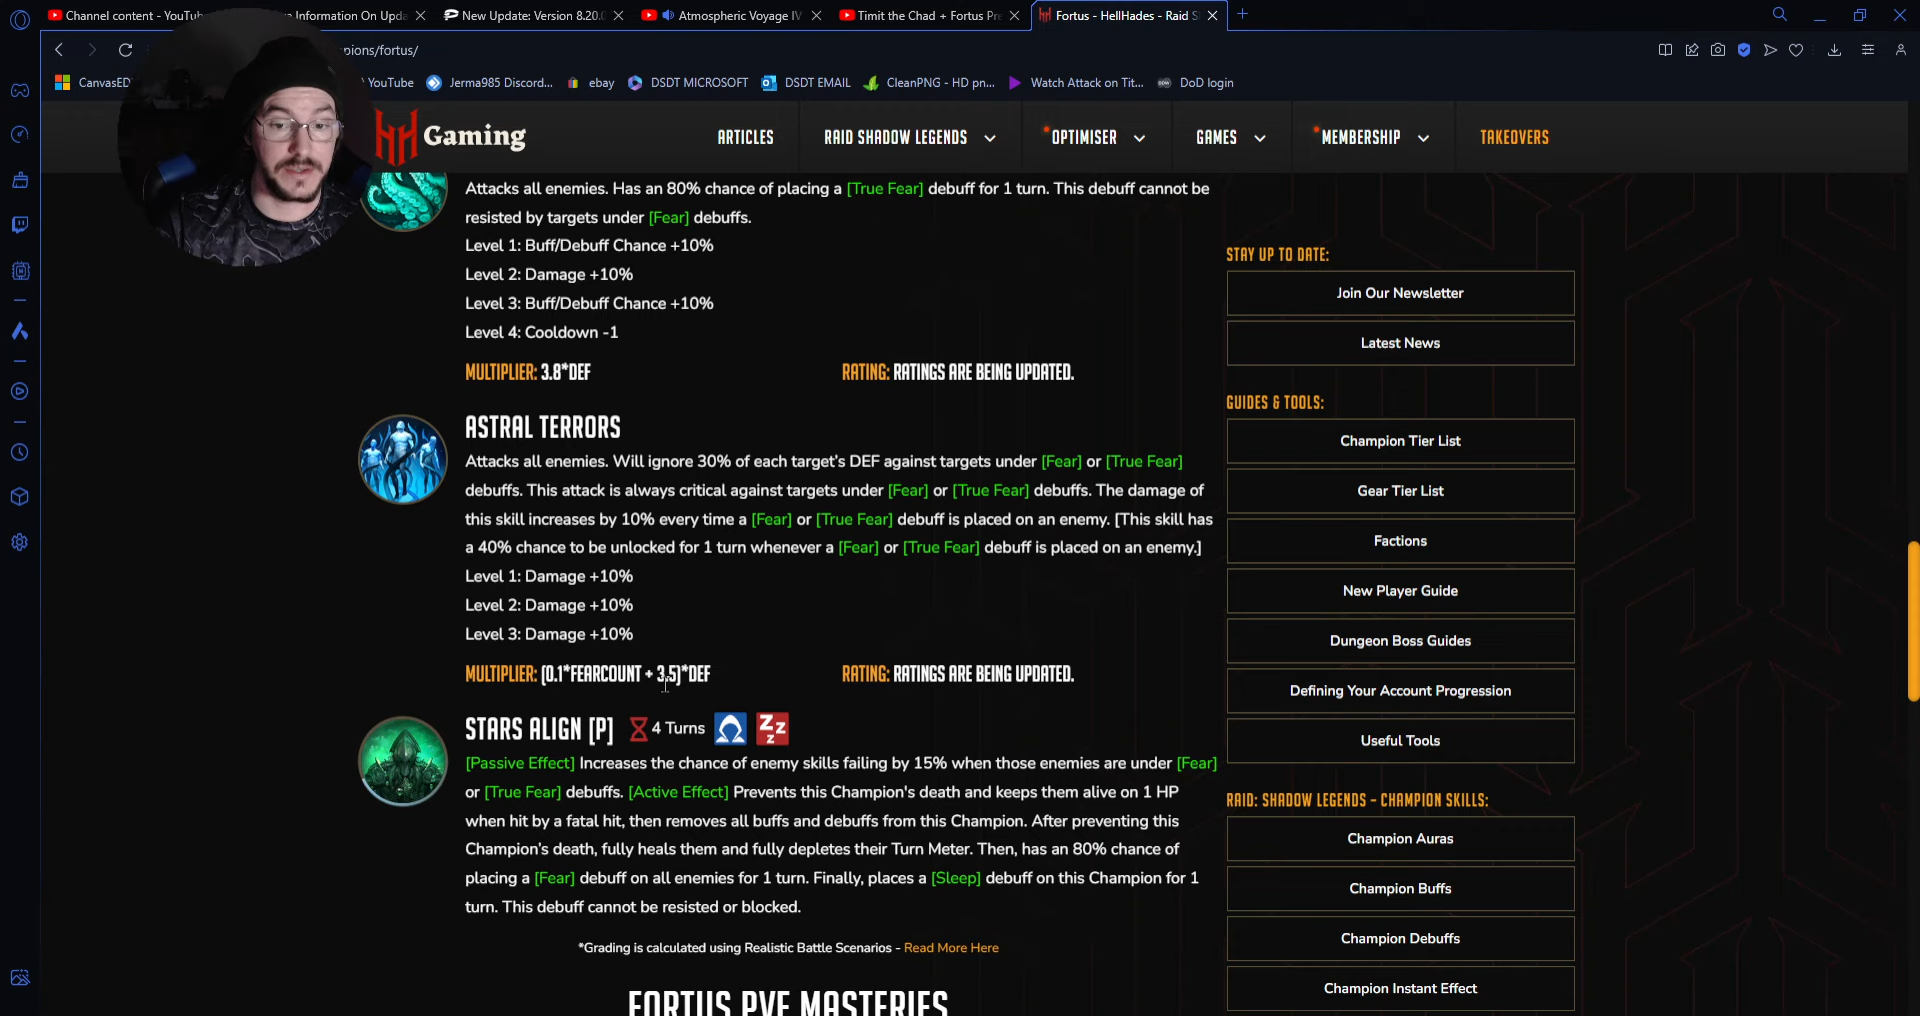 Channel content - YouTu
Information On Upda
New Update: Version 8.20.0
Atmospheric Voyage IV
Timit the Chad + Fortus Pre
Fortus - HellHades - Raid S
pions/fortus/
CanvasED
YouTube
Jerma985 Discord...
ebay
DSDT MICROSOFT
DSDT EMAIL
CleanPNG - HD pn...
Watch Attack on Tit...
DoD login
Gaming
ARTICLES
RAID SHADOW LEGENDS
OPTIMISER
GAMES
MEMBERSHIP
TAKEOVERS
Attacks all enemies. Has an 80% chance of placing a [True Fear] debuff for 1 turn. This debuff cannot be
resisted by targets under [Fear] debuffs.
Level 1: Buff/Debuff Chance +10%
Level 2: Damage +10%
Level 3: Buff/Debuff Chance +10%
Level 4: Cooldown -1
MULTIPLIER: 3.8*DEF
RATING: RATINGS ARE BEING UPDATED.
ASTRAL TERRORS
Attacks all enemies. Will ignore 30% of each target's DEF against targets under [Fear] or [True Fear]
debuffs. This attack is always critical against targets under [Fear] or [True Fear] debuffs. The damage of
this skill increases by 10% every time a [Fear] or [True Fear] debuff is placed on an enemy. [This skill has
a 40% chance to be unlocked for 1 turn whenever a [Fear] or [True Fear] debuff is placed on an enemy.]
Level 1: Damage +10%
Level 2: Damage +10%
Level 3: Damage +10%
MULTIPLIER: (0.1*FEARCOUNT + 3.5)*DEF
RATING: RATINGS ARE BEING UPDATED.
STARS ALIGN [P]
4 Turns
Z Z Z
[Passive Effect] Increases the chance of enemy skills failing by 15% when those enemies are under [Fear]
or [True Fear] debuffs. [Active Effect] Prevents this Champion's death and keeps them alive on 1 HP
when hit by a fatal hit, then removes all buffs and debuffs from this Champion. After preventing this
Champion's death, fully heals them and fully depletes their Turn Meter. Then, has an 80% chance of
placing a [Fear] debuff on all enemies for 1 turn. Finally, places a [Sleep] debuff on this Champion for 1
turn. This debuff cannot be resisted or blocked.
*Grading is calculated using Realistic Battle Scenarios - Read More Here
FORTUS PVE MASTERIES
STAY UP TO DATE:
Join Our Newsletter
Latest News
GUIDES & TOOLS:
Champion Tier List
Gear Tier List
Factions
New Player Guide
Dungeon Boss Guides
Defining Your Account Progression
Useful Tools
RAID: SHADOW LEGENDS – CHAMPION SKILLS:
Champion Auras
Champion Buffs
Champion Debuffs
Champion Instant Effect